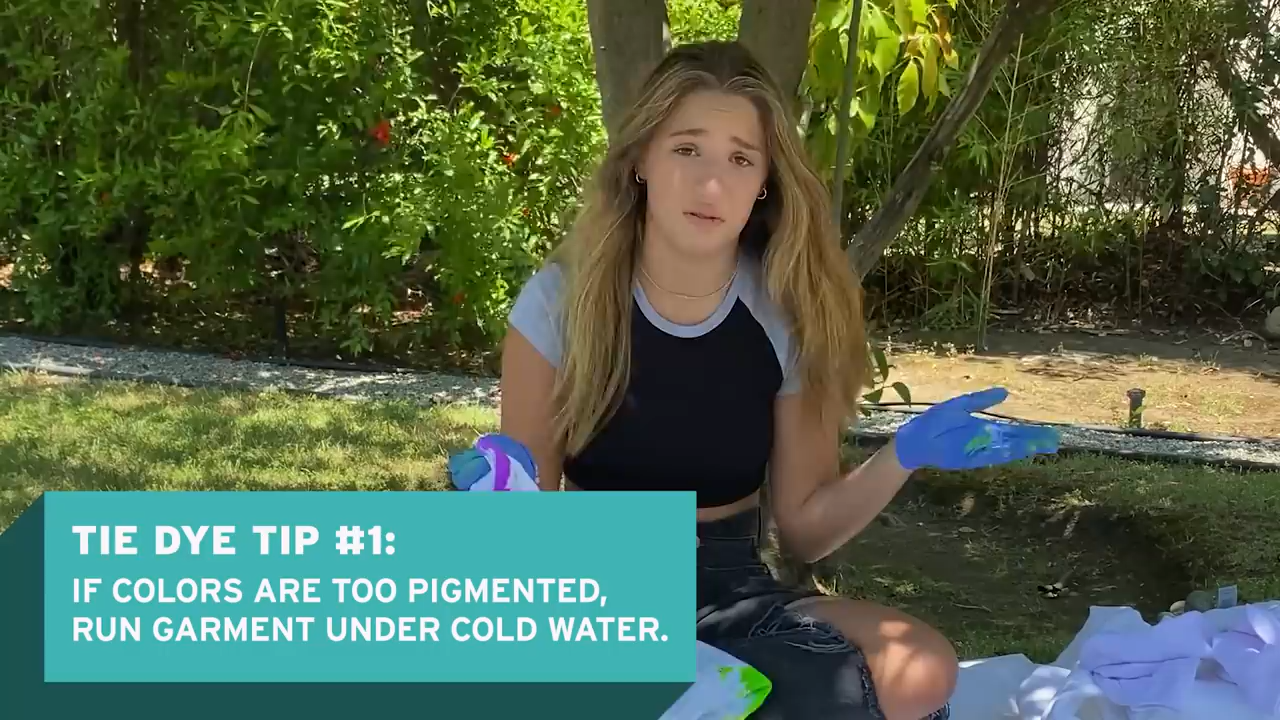 TIE DYE TIP #1:
IF COLORS ARE TOO PIGMENTED,
RUN GARMENT UNDER COLD WATER.